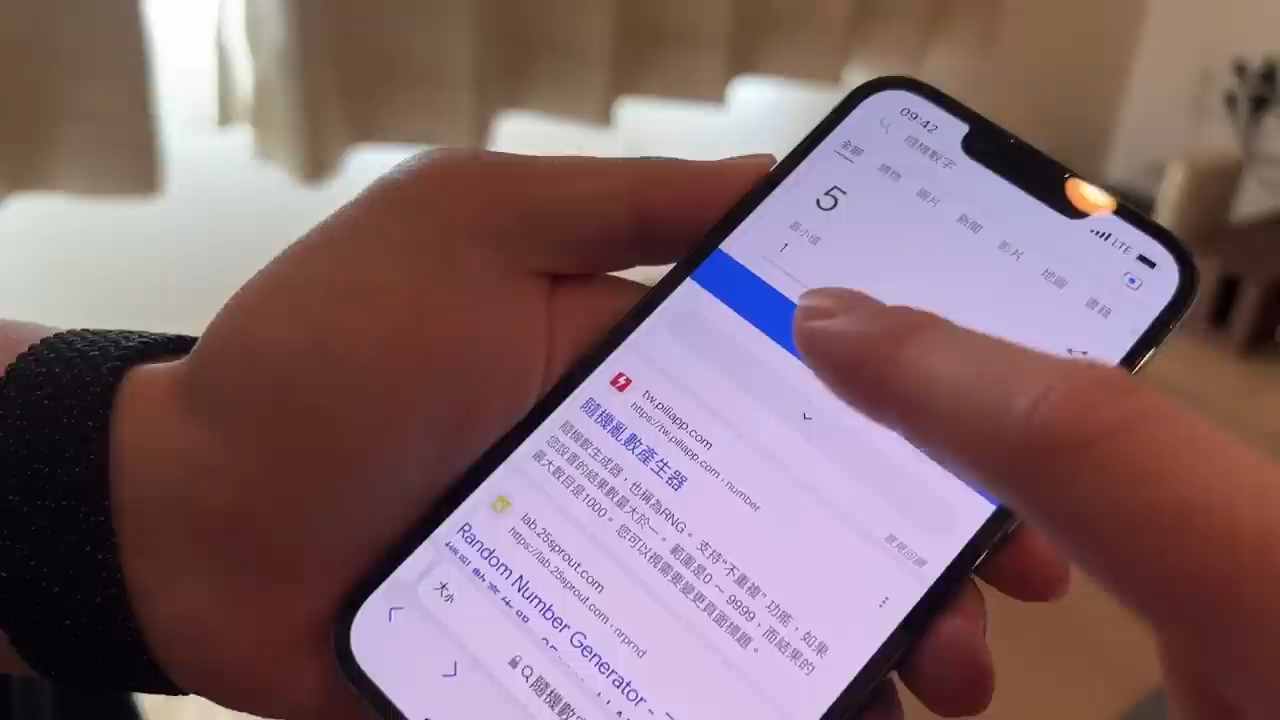 09:42
LTE
隨機數字
全部 購物 圖片 新聞 影片 地圖 書籍
5
最小值
1
意見回饋
tw.piliapp.com
https://tw.piliapp.com › number
隨機亂數產生器
隨機數生成器，也稱為RNG。支持"不重複" 功能，如果
您設置的結果數量大於一。範圍是0 ~ 9999，而結果的
最大數目是1000。您可以視需要變更頁面標題。
lab.25sprout.com
https://lab.25sprout.com › nrprnd
Random Number Generator -
大小
隨機數